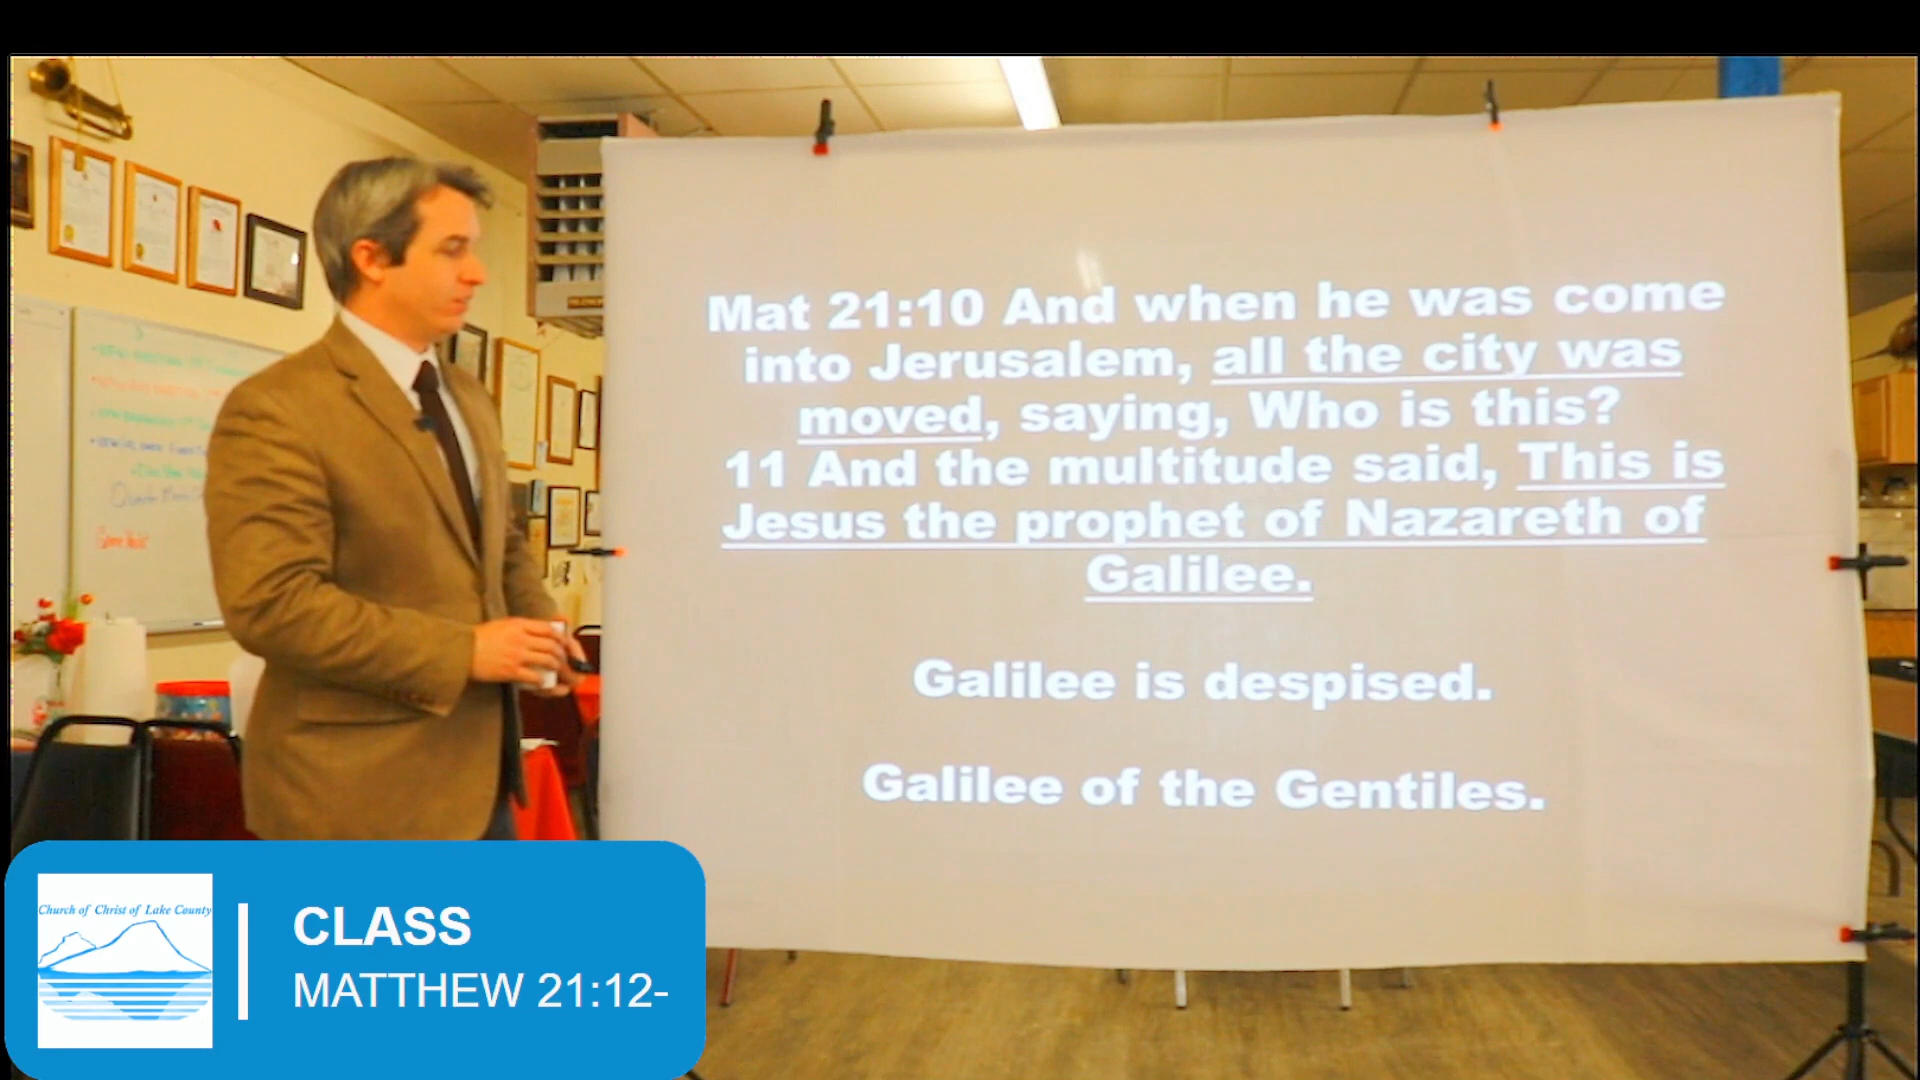 Mat 21:10 And when he was come
into Jerusalem, all the city was
moved, saying, Who is this?
11 And the multitude said, This is
Jesus the prophet of Nazareth of
Galilee.
Galilee is despised.
Galilee of the Gentiles.
Church of Christ of Lake County
CLASS
MATTHEW 21:12-